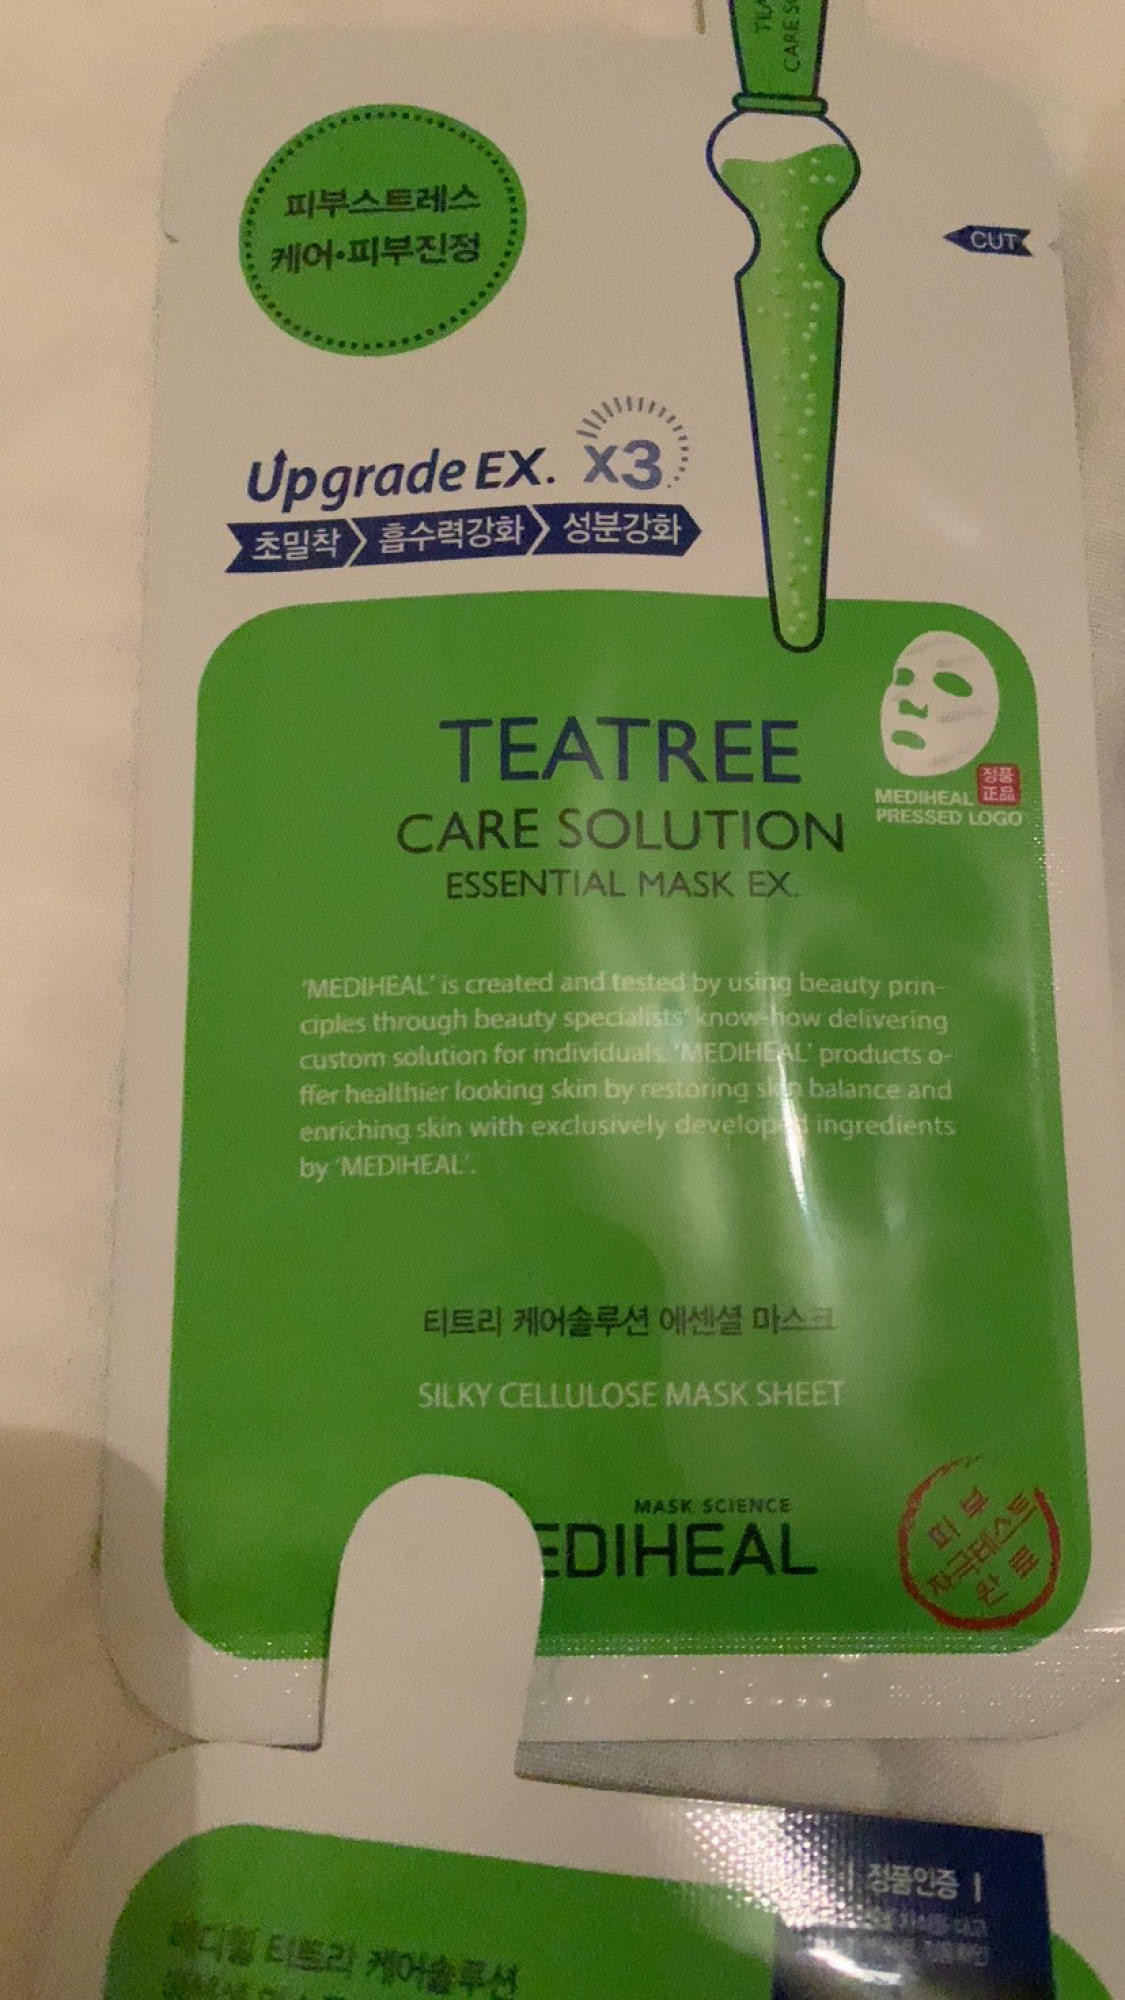 CARE
피부스트레스
케어•피부진정
CUT
Upgrade EX. x3
초밀착 흡수력강화 성분강화
TEATREE
CARE SOLUTION
ESSENTIAL MASK EX.
정품
正品
MEDIHEAL
PRESSED LOGO
'MEDIHEAL' is created and tested by using beauty prin-
ciples through beauty specialists' know-how delivering
custom solution for individuals. 'MEDIHEAL' products o-
ffer healthier looking skin by restoring skin balance and
enriching skin with exclusively developed ingredients
by 'MEDIHEAL'.
티트리 케어솔루션 에센셜 마스크
SILKY CELLULOSE MASK SHEET
MASK SCIENCE
EDIHEAL
피부
자극테스트
완료
정품인증
메디힐 티트리 케어솔루션